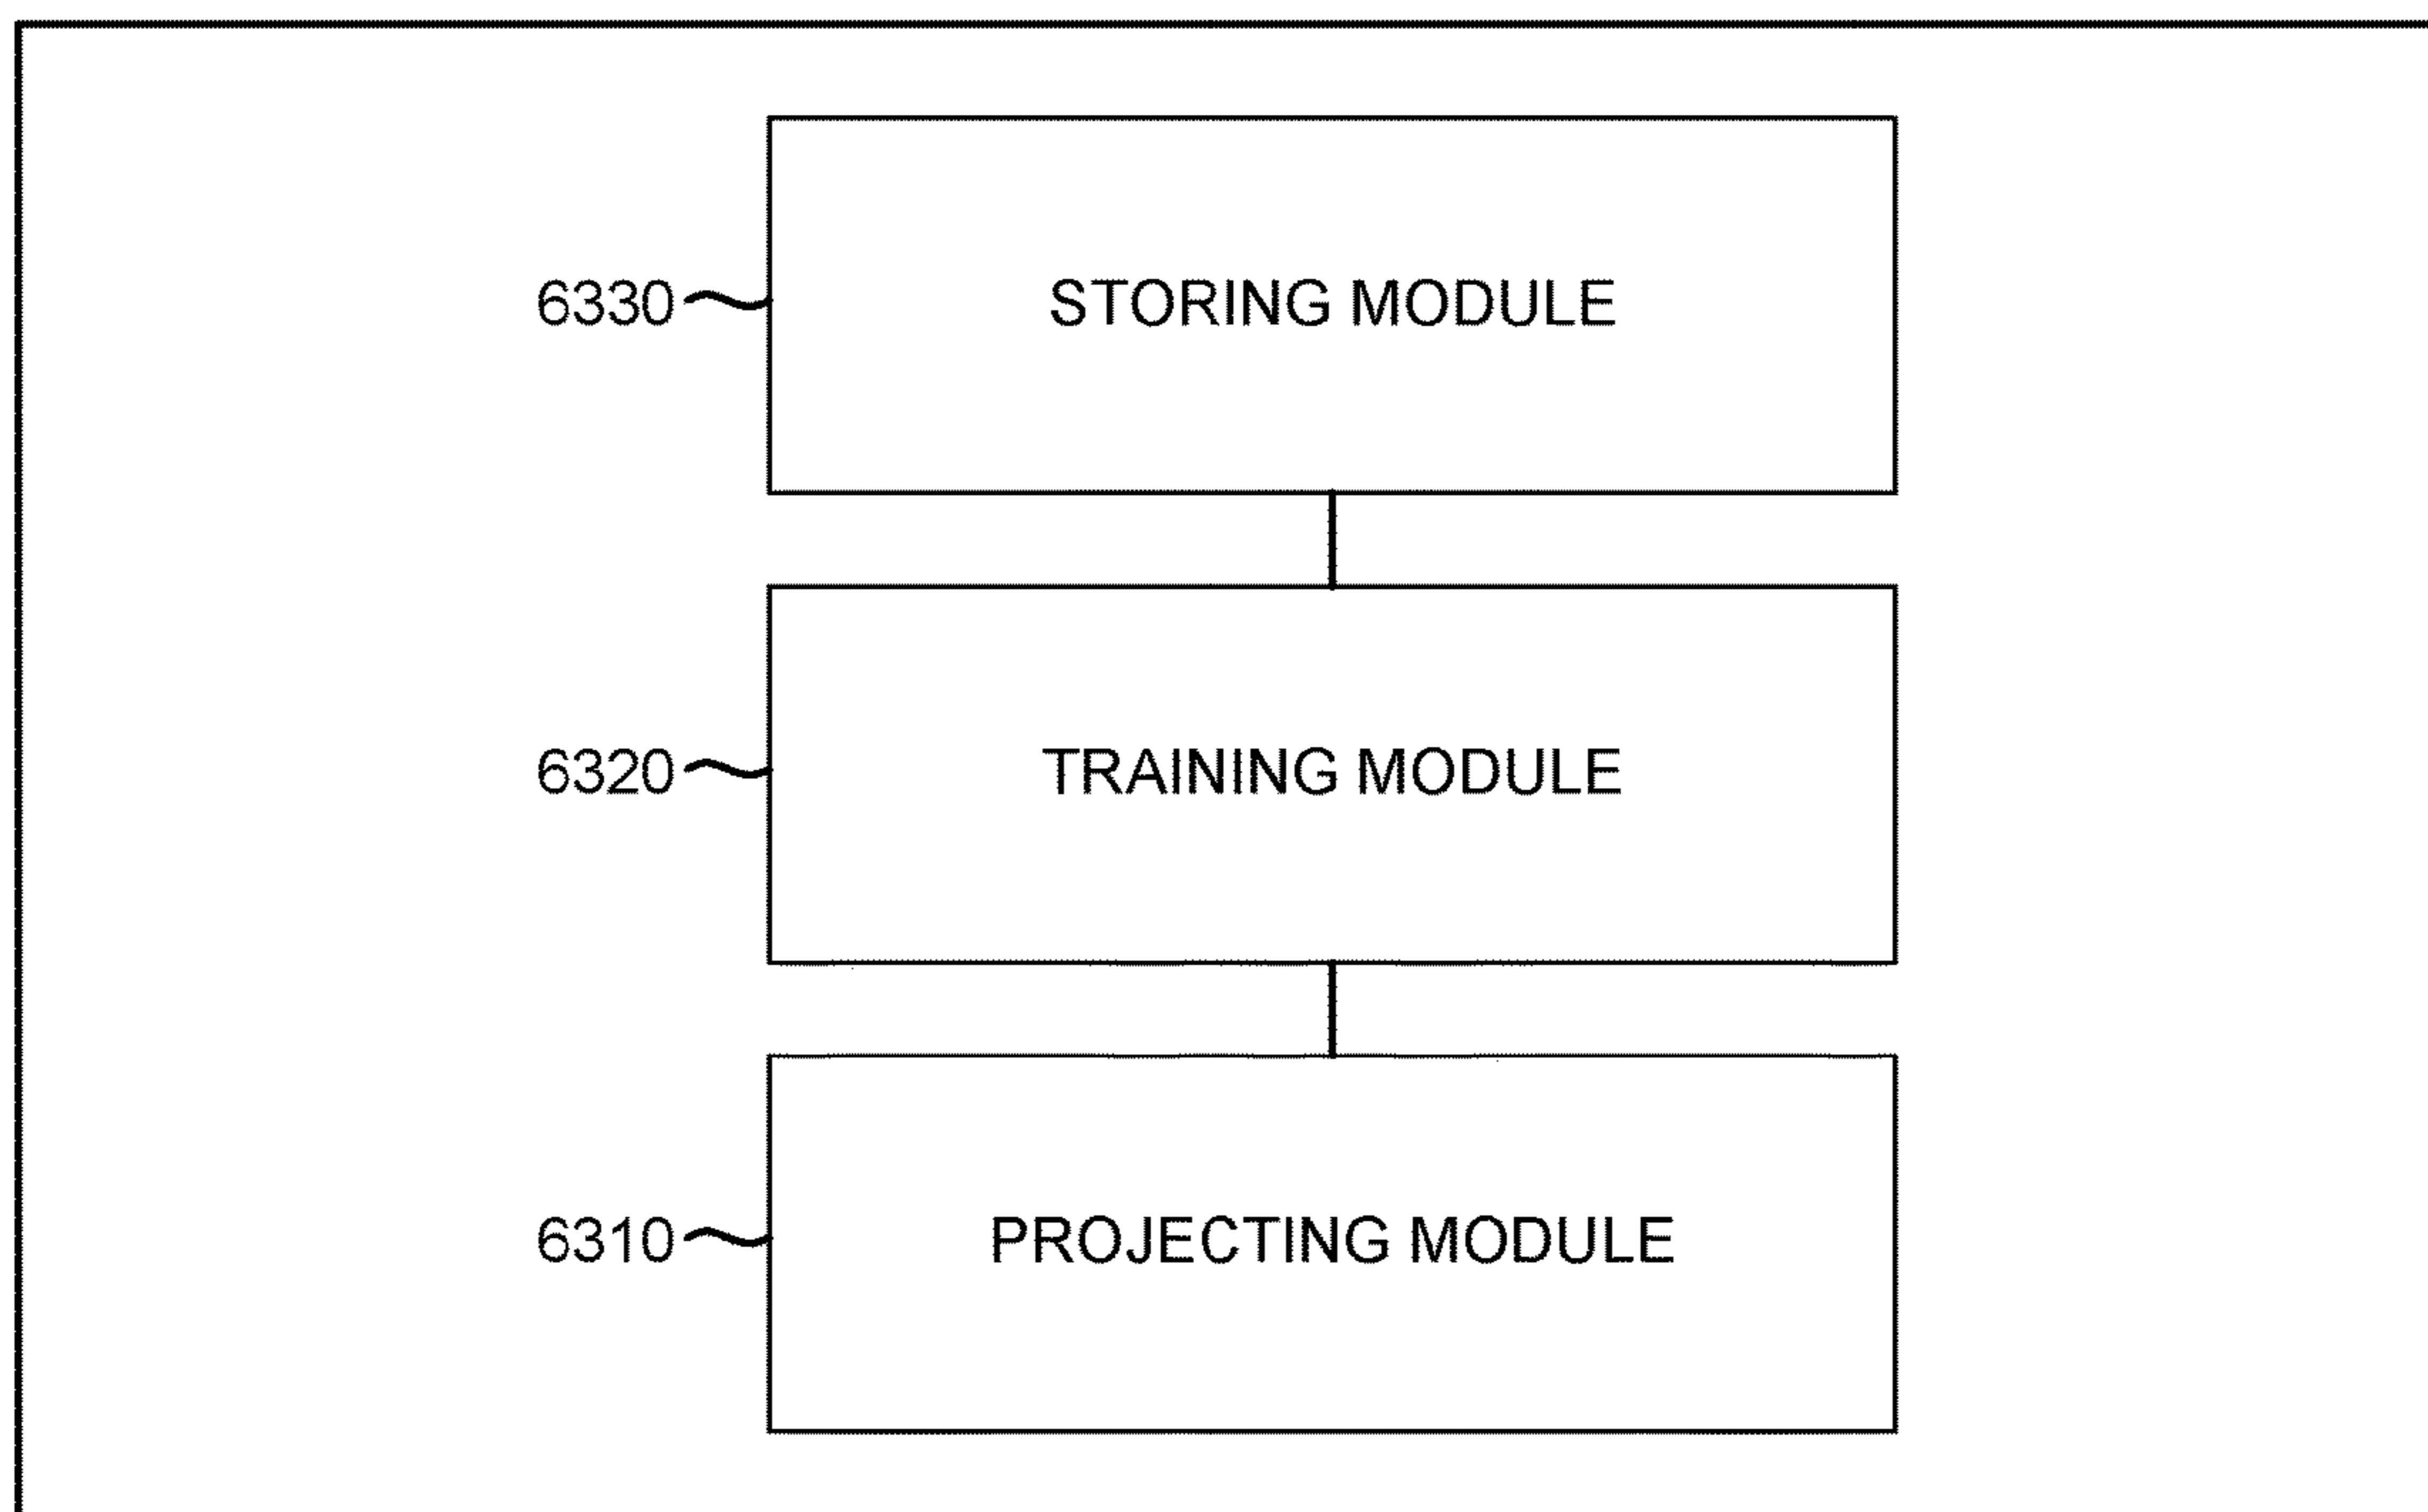 6330 STORING MODULE
6320 TRAINING MODULE
6310 PROJECTING MODULE